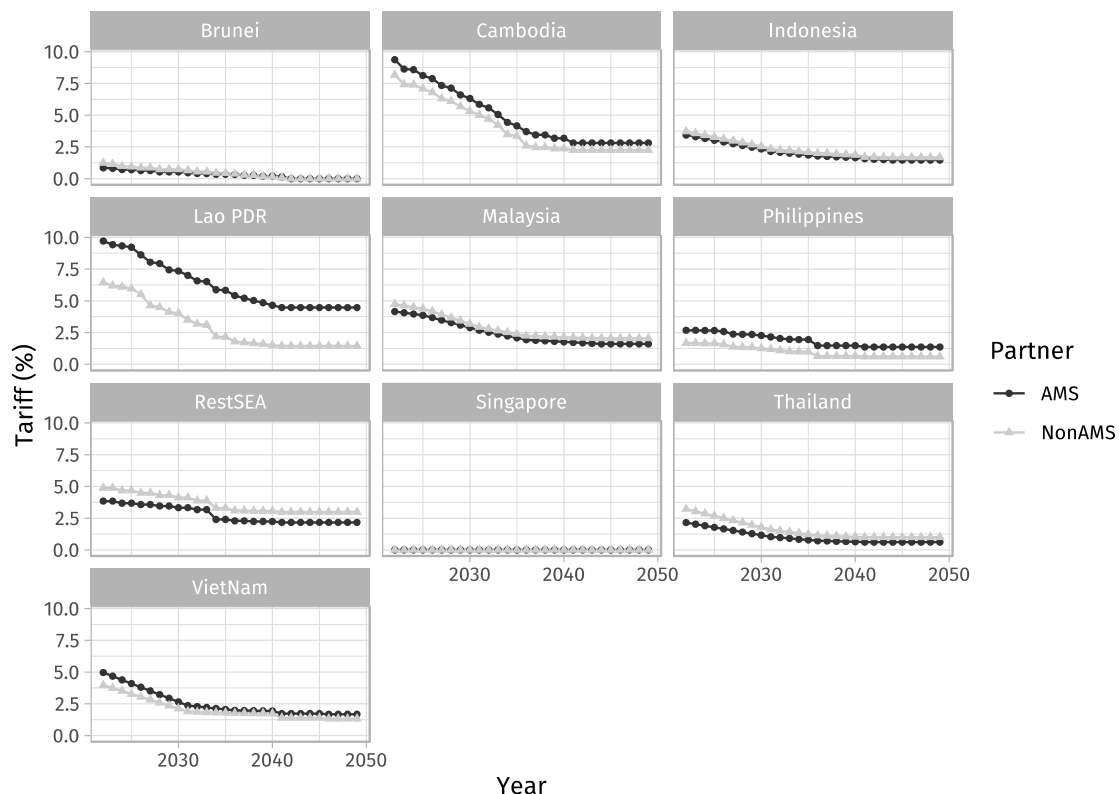 Brunei
Cambodia
Indonesia
10.0
7.5
5.0
2.5
0.0
Lao PDR
Malaysia
Philippines
10.0
7.5
5.0
2.5
0.0
RestSEA
Singapore
Thailand
10.0
7.5
5.0
2.5
0.0
2030 2040 2050
2030 2040 2050
VietNam
10.0
7.5
5.0
2.5
0.0
2030 2040 2050
Tariff (%)
Year
Partner
AMS
NonAMS